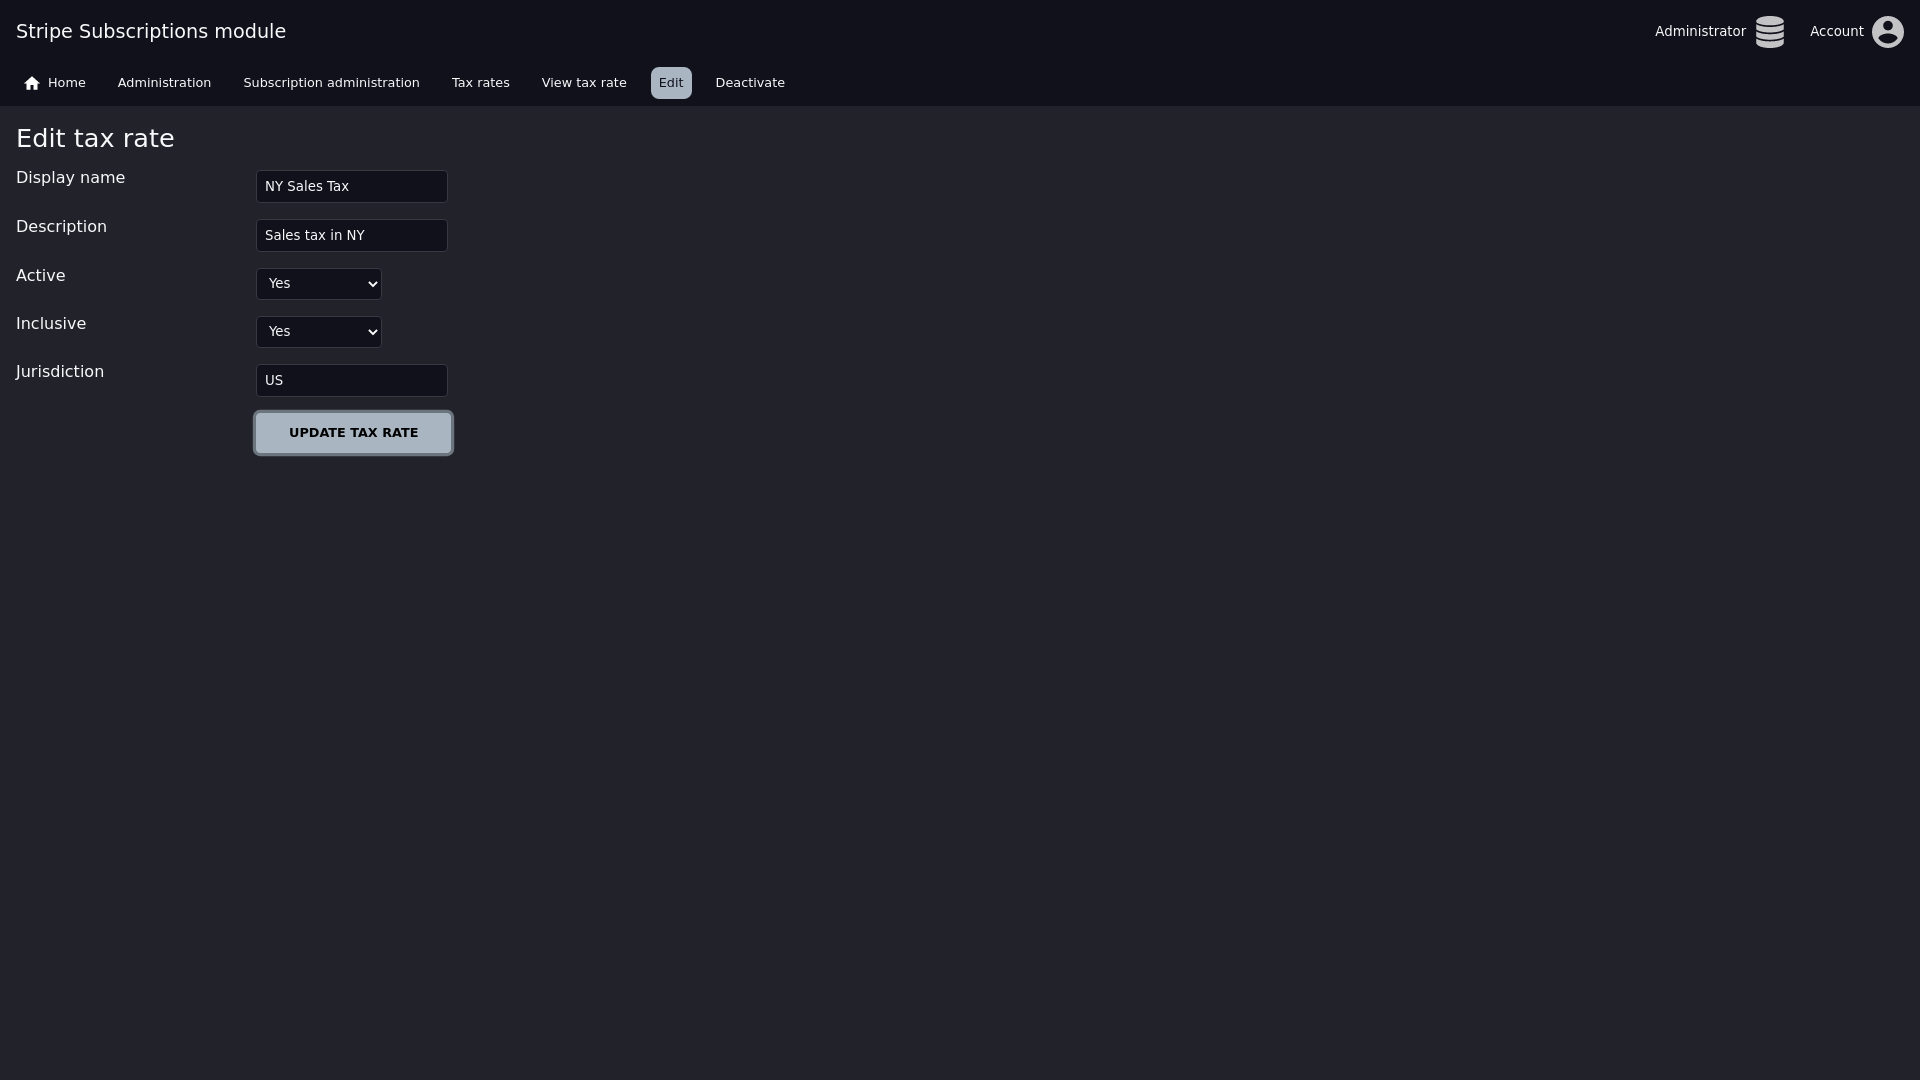 Stripe Subscriptions module
Administrator
Account
Home
Administration
Subscription administration
Tax rates
View tax rate
Edit
Deactivate
Edit tax rate
Display name
NY Sales Tax
Description
Sales tax in NY
Active
Yes
Inclusive
Yes
Jurisdiction
US
UPDATE TAX RATE